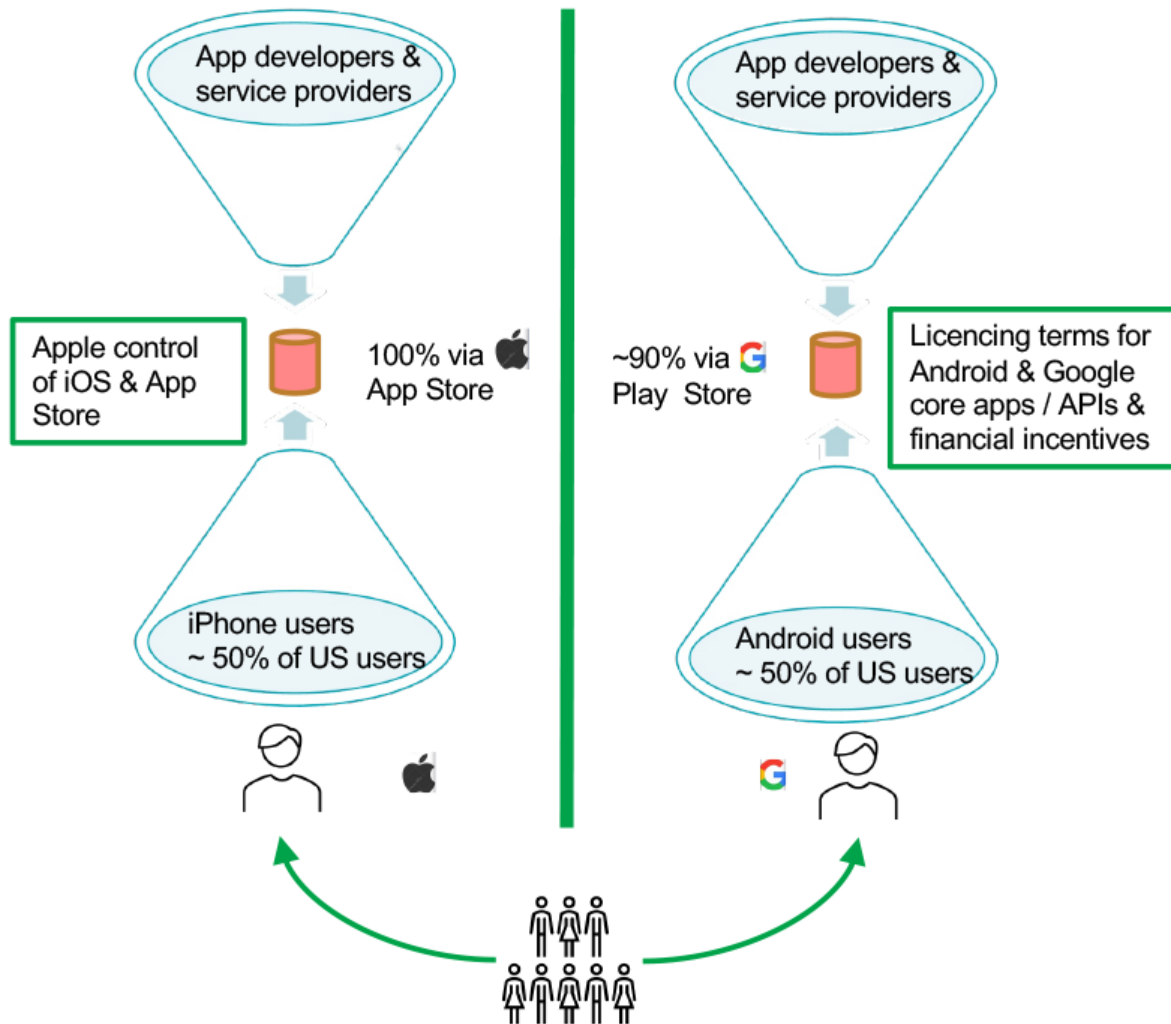 App developers &
service providers
App developers &
service providers
Apple control
of iOS & App
Store
100% via
App Store
~90% via G
Play Store
Licencing terms for
Android & Google
core apps / APIs &
financial incentives
iPhone users
~ 50% of US users
Android users
~ 50% of US users
G